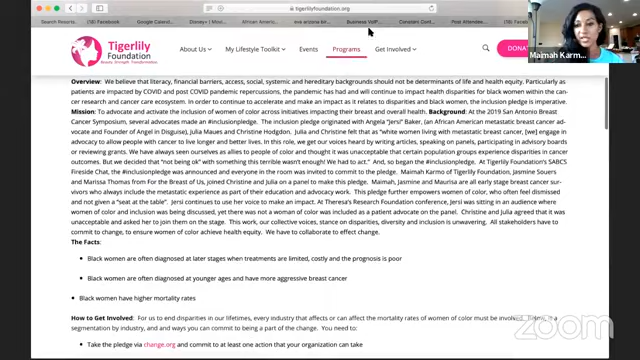 tigerlilyfoundation.org
Search Results
(18) Facebook
Google Calend
Disney+ | Mov
African Ameri
eve arizona bi
Business VoIP
Constant Cont
Post Attendee
(18) Faceb
Tigerlily
Foundation
Beauty, Strength, Transformation.
About Us
My Lifestyle Toolkit
Events
Programs
Get Involved
DONAT
Maimah Karm...
Overview: We believe that literacy, financial barriers, access, social, systemic and hereditary backgrounds should not be determinants of life and health equity. Particularly as
patients are impacted by COVID and post COVID pandemic repercussions, the pandemic has had and will continue to impact health disparities for black women within the can-
cer research and cancer care ecosystem. In order to continue to accelerate and make an impact as it relates to disparities and black women, the inclusion pledge is imperative.
Mission: To advocate and activate the inclusion of women of color across initiatives impacting their breast and overall health. Background: At the 2019 San Antonio Breast
Cancer Symposium, several advocates made an #inclusionpledge. The inclusion pledge originated with Angela "Jersi" Baker, (an African American metastatic breast cancer ad-
vocate and Founder of Angel in Disguise), Julia Maues and Christine Hodgdon. Julia and Christine felt that as "white women living with metastatic breast cancer, [we] engage in
advocacy to allow people with cancer to live longer and better lives. In this role, we get our voices heard by writing articles, speaking on panels, participating in advisory boards
or reviewing grants. We have always seen ourselves as allies to people of color and thought it was unacceptable that certain population groups experience disparity in cancer
outcomes. But we decided that "not being ok" with something this terrible wasn't enough! We had to act." And, so began the #inclusionpledge. At Tigerlily Foundation's SABCS
Fireside Chat, the #inclusionpledge was announced and everyone in the room was invited to commit to the pledge. Maimah Karmo of Tigerlily Foundation, Jasmine Souers
and Marissa Thomas from For the Breast of Us, joined Christine and Julia on a panel to make this pledge. Maimah, Jasmine and Maurisa are all early stage breast cancer sur-
vivors who always include the metastatic experience as part of their education and advocacy work. This pledge further empowers women of color, who often feel dismissed
and not given a "seat at the table". Jersi continues to use her voice to make an impact. At Theresa's Research Foundation conference, Jersi was sitting in an audience where
women of color and inclusion was being discussed, yet there was not a woman of color was included as a patient advocate on the panel. Christine and Julia agreed that it was
unacceptable and asked her to join them on the stage. This work, our collective voices, stance on disparities, diversity and inclusion is unwavering. All stakeholders have to
commit to change, to ensure women of color achieve health equity. We have to collaborate to effect change.
The Facts:
Black women are often diagnosed at later stages when treatments are limited, costly and the prognosis is poor
Black women are often diagnosed at younger ages and have more aggressive breast cancer
Black women have higher mortality rates
How to Get Involved: For us to end disparities in our lifetimes, every industry that affects or can affect the mortality rates of women of color must be involved. Below, is a
segmentation by industry, and and ways you can commit to being a part of the change. You need to:
Take the pledge via change.org and commit to at least one action that your organization can take
zoom